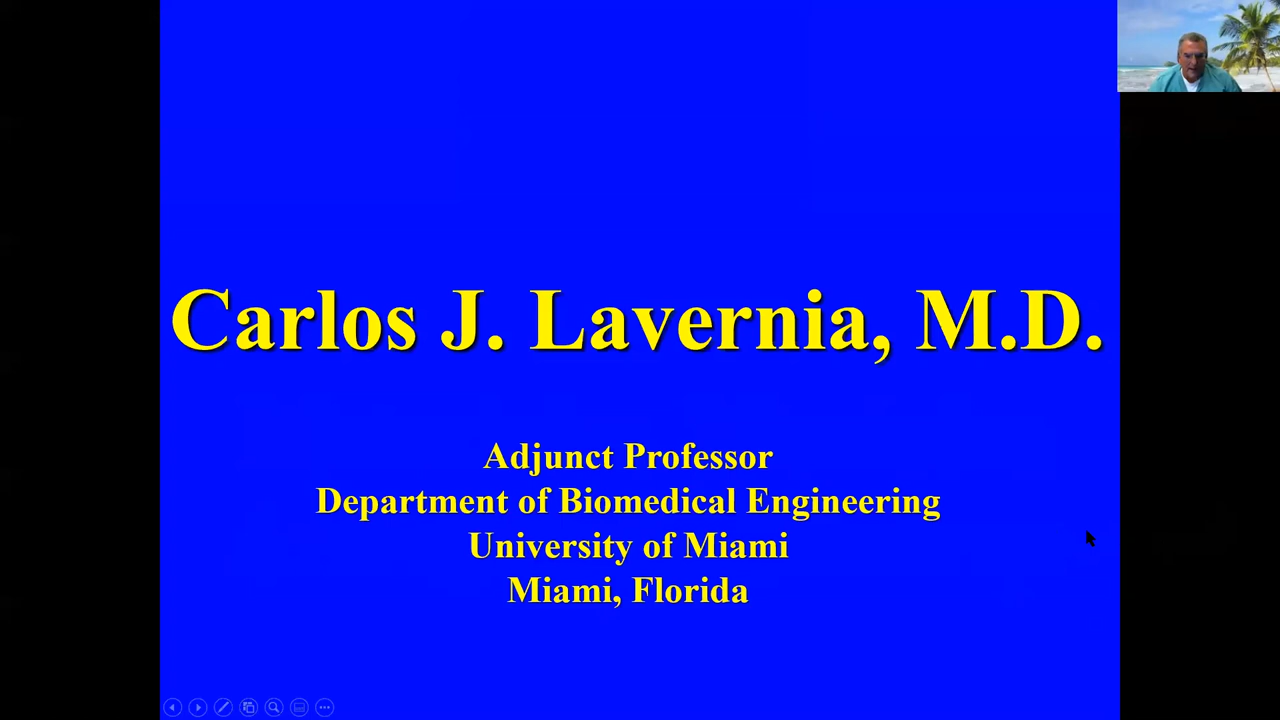 Carlos J. Lavernia, M.D.
Adjunct Professor
Department of Biomedical Engineering
University of Miami
Miami, Florida